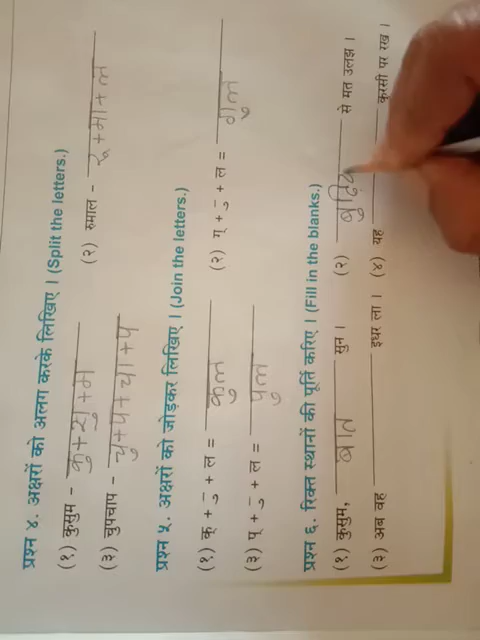 प्रश्न ४. अक्षरों को अलग करके लिखिए । (Split the letters.)
(१) कुसुम - कु+सु+म (२) रुमाल - रू+मा+ल
(३) चुपचाप - चु+प+चा+प
प्रश्न ५. अक्षरों को जोड़कर लिखिए । (Join the letters.)
(१) क् + ु + ल = कुल (२) ग् + ु + ल = गुल
(३) प् + ु + ल = पुल
प्रश्न ६. रिक्त स्थानों की पूर्ति करिए । (Fill in the blanks.)
(१) कुसुम, बात सुन । (२) से मत उलझ ।
(३) अब वह इधर ला । (४) यह कुरसी पर रख ।